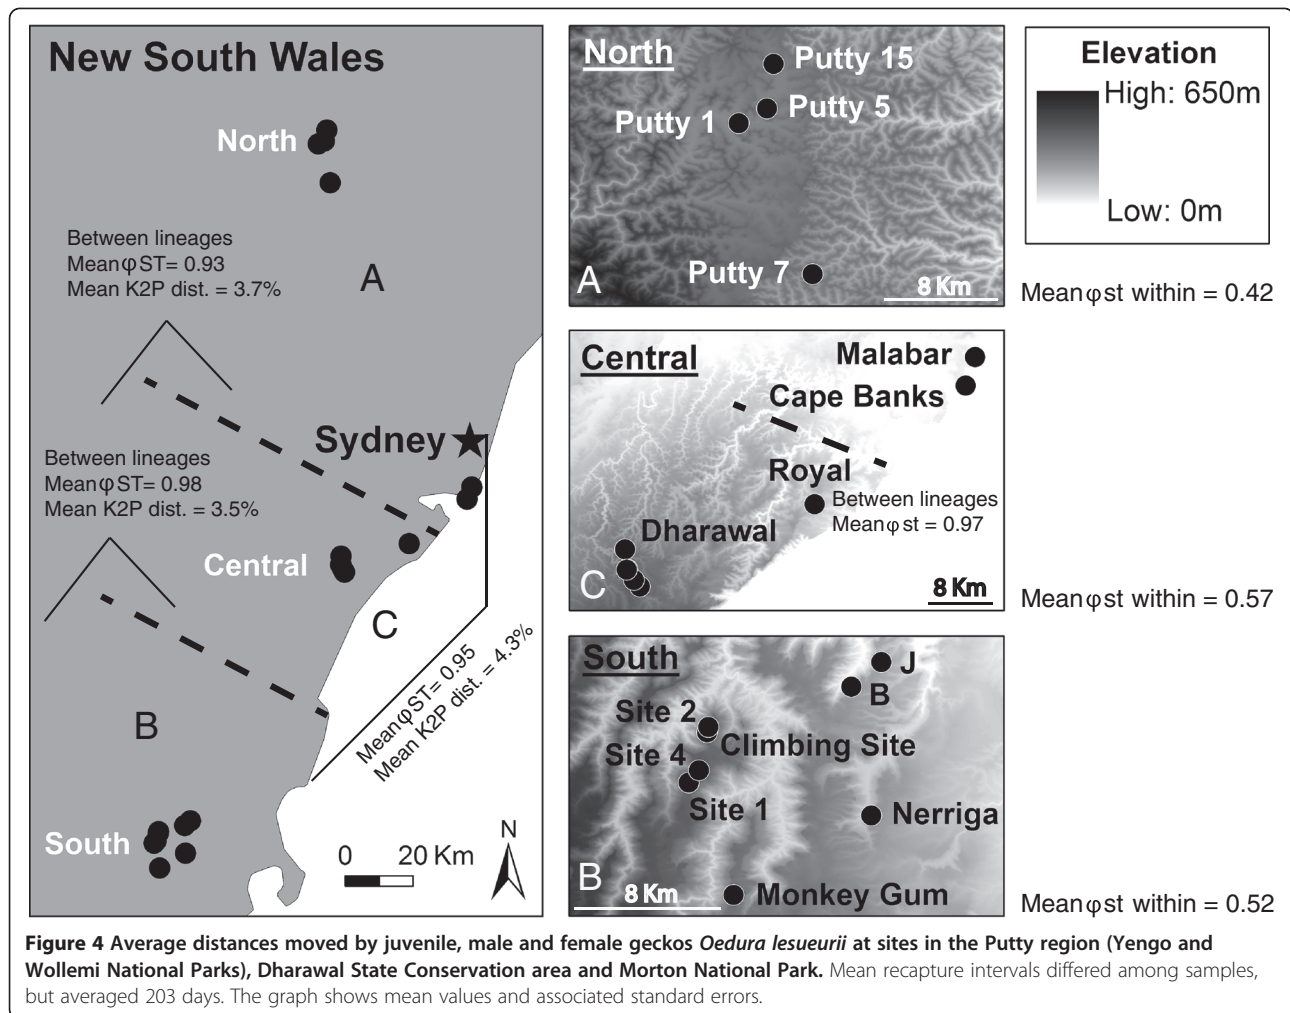 New South Wales
North
Between lineages
Mean φST= 0.93
Mean K2P dist. = 3.7%
A
Sydney
Between lineages
Mean φST= 0.98
Mean K2P dist. = 3.5%
Central
C
Mean φST= 0.95
Mean K2P dist. = 4.3%
B
South
0 20 Km
N
North
Putty 15
Putty 5
Putty 1
Putty 7
A
8 Km
Elevation
High: 650m
Low: 0m
Mean φst within = 0.42
Central
Malabar
Cape Banks
Royal
Between lineages
Mean φst = 0.97
Dharawal
C
8 Km
Mean φst within = 0.57
South
J
B
Site 2
Climbing Site
Site 4
Site 1
Nerriga
B
8 Km
Monkey Gum
Mean φst within = 0.52
Figure 4 Average distances moved by juvenile, male and female geckos Oedura lesueurii at sites in the Putty region (Yengo and
Wollemi National Parks), Dharawal State Conservation area and Morton National Park. Mean recapture intervals differed among samples,
but averaged 203 days. The graph shows mean values and associated standard errors.